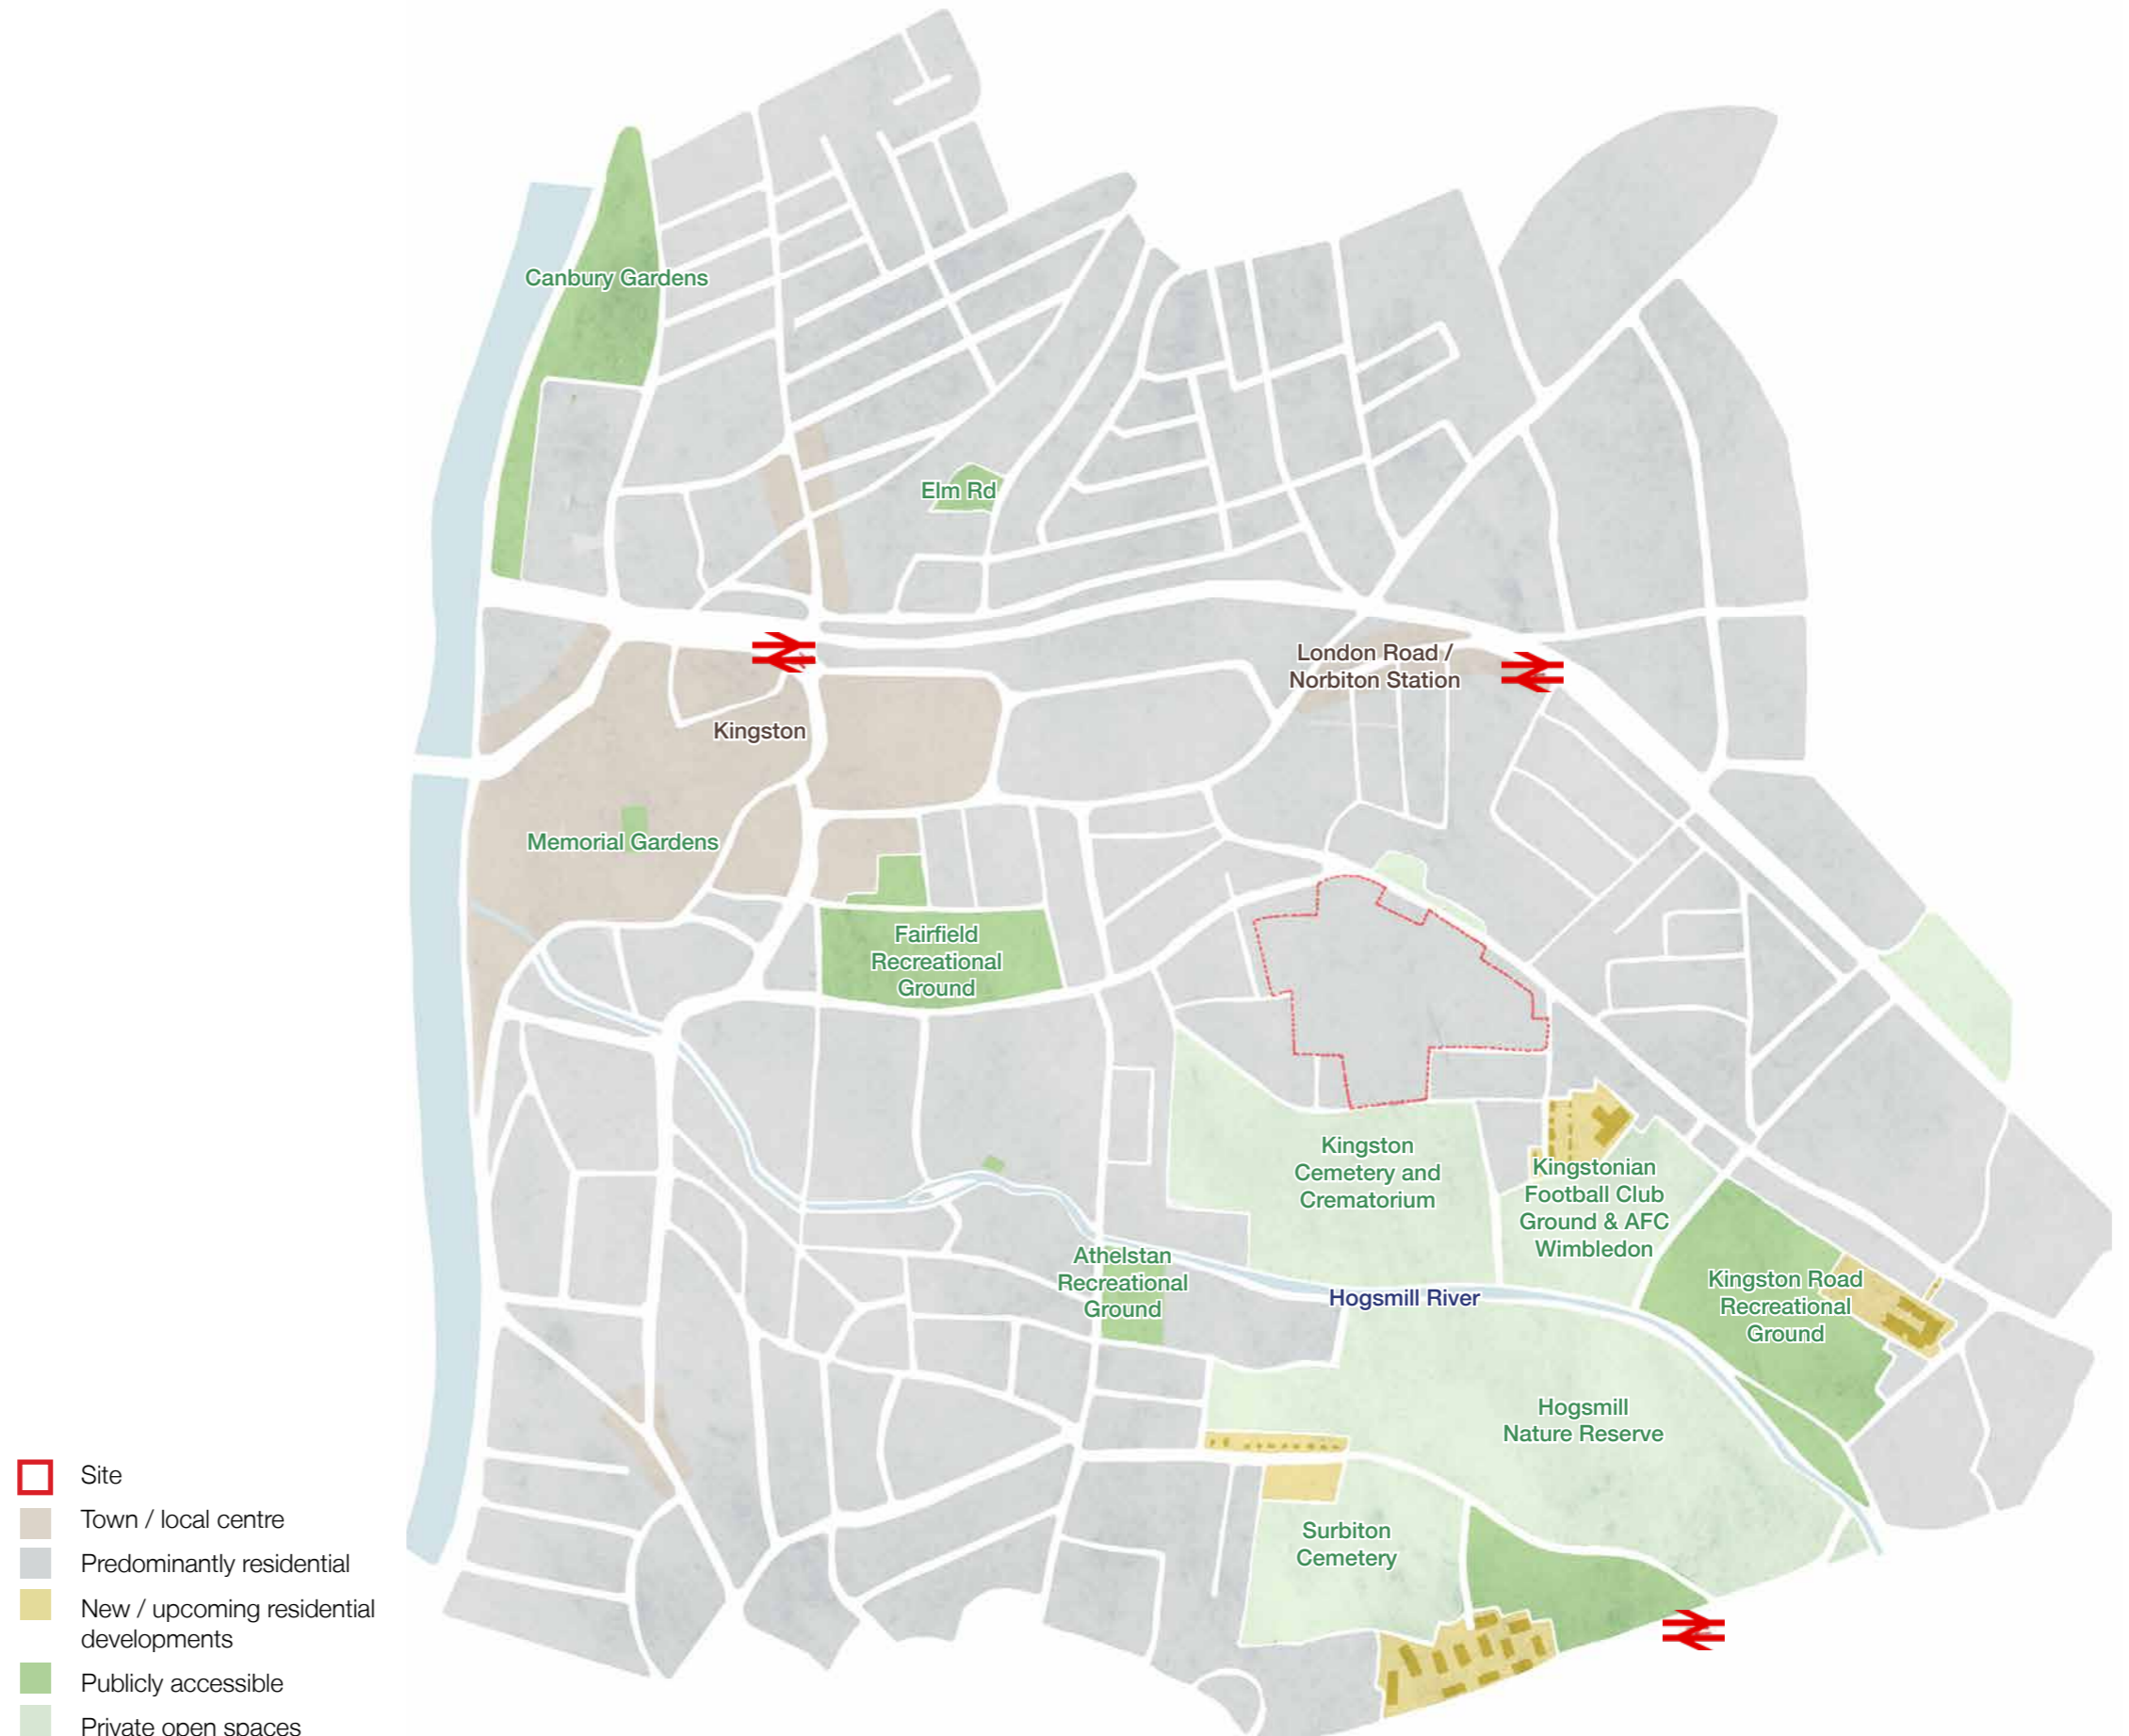 Canbury Gardens
Elm Rd
London Road /
Norbiton Station
Kingston
Memorial Gardens
Fairfield
Recreational
Ground
Kingston
Cemetery and
Crematorium
Kingstonian
Football Club
Ground & AFC
Wimbledon
Athelstan
Recreational
Ground
Hogsmill River
Kingston Road
Recreational
Ground
Hogsmill
Nature Reserve
Surbiton
Cemetery
Site
Town / local centre
Predominantly residential
New / upcoming residential
developments
Publicly accessible
Private open spaces